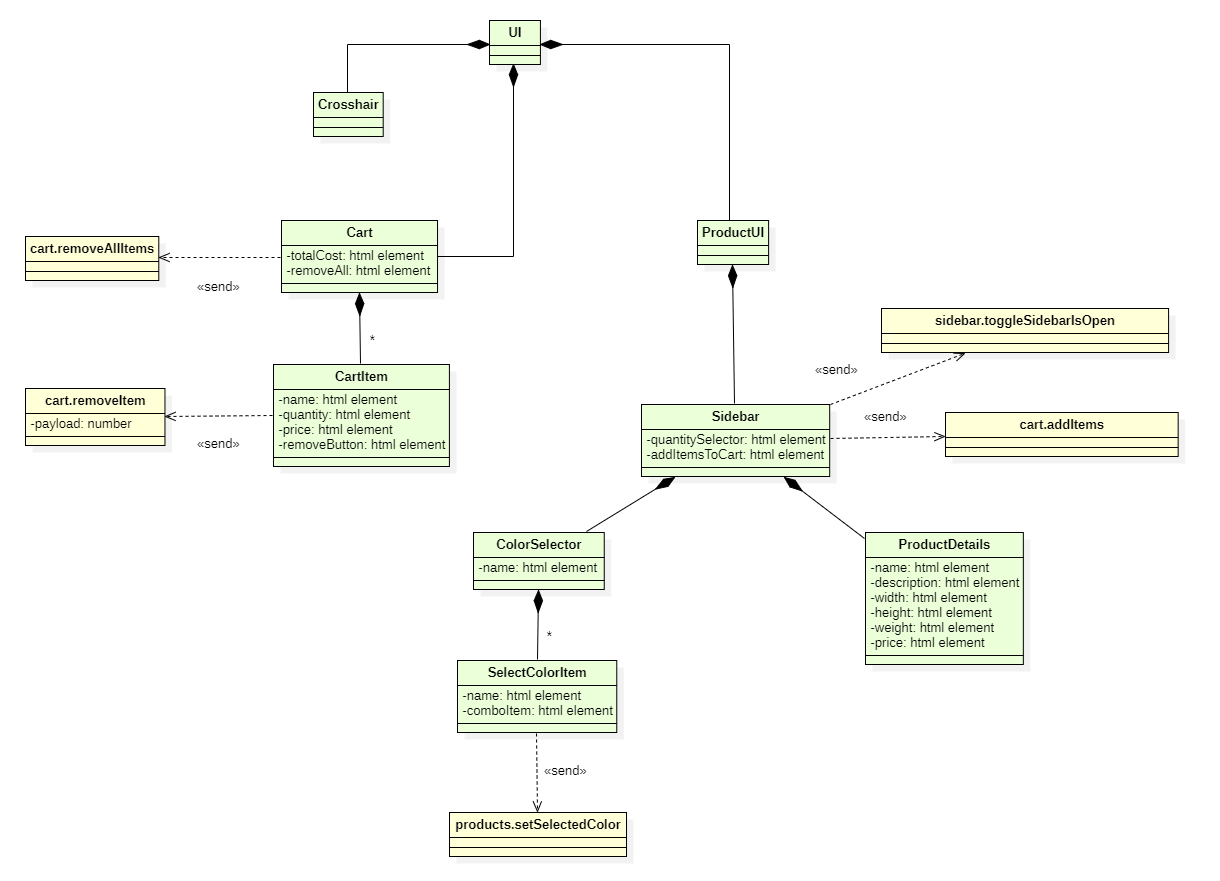 UI
Crosshair
Cart
-totalCost: html element
-removeAll: html element
cart.removeAllItems
«send»
*
CartItem
-name: html element
-quantity: html element
-price: html element
-removeButton: html element
cart.removeItem
-payload: number
«send»
ProductUI
sidebar.toggleSidebarIsOpen
«send»
Sidebar
-quantitySelector: html element
-addItemsToCart: html element
«send»
cart.addItems
ColorSelector
-name: html element
*
SelectColorItem
-name: html element
-comboItem: html element
«send»
products.setSelectedColor
ProductDetails
-name: html element
-description: html element
-width: html element
-height: html element
-weight: html element
-price: html element